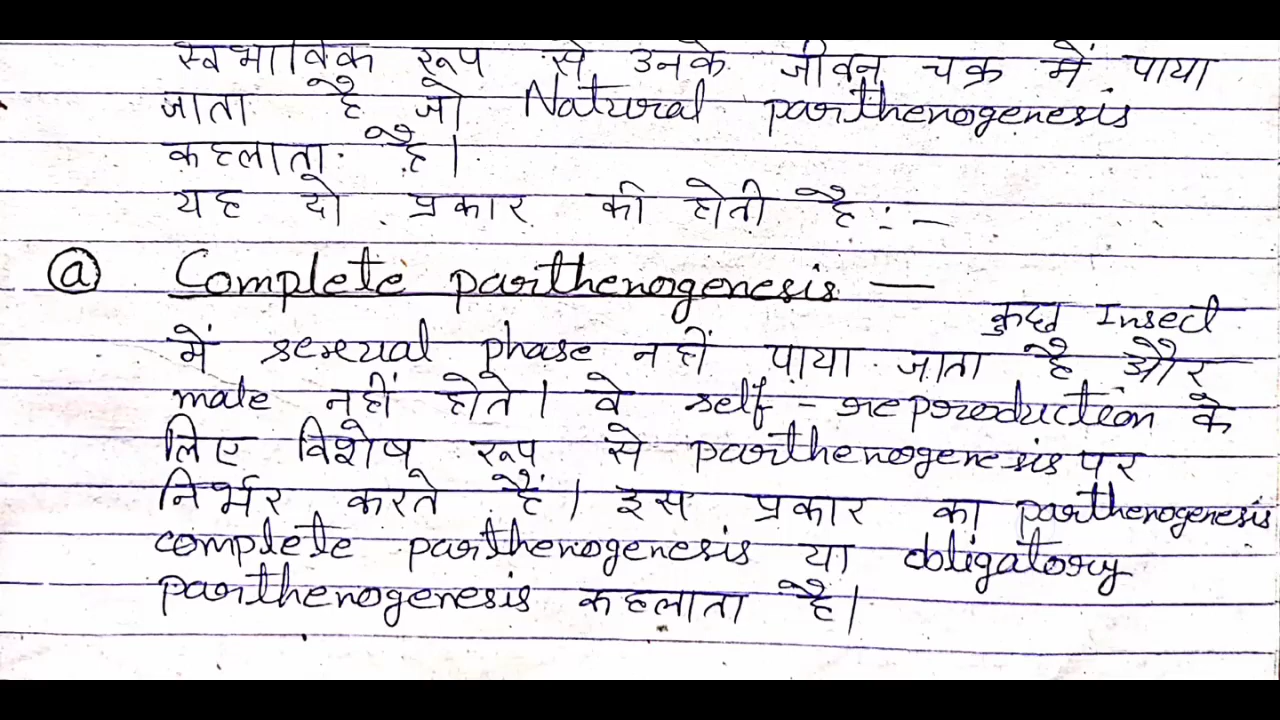 स्वभाविक रूप से उनके जीवन चक्र में पाया
जाता है जो Natural parthenogenesis
कहलाता है।
यह दो प्रकार की होती है :-
ⓐ Complete parthenogenesis —
कुछ Insect
में sexual phase नहीं पाया जाता है और
male नहीं होते। वे self - reproduction के
लिए विशेष रूप से parthenogenesis पर
निर्भर करते हैं। इस प्रकार का parthenogenesis
complete parthenogenesis या obligatory
parthenogenesis कहलाता है।